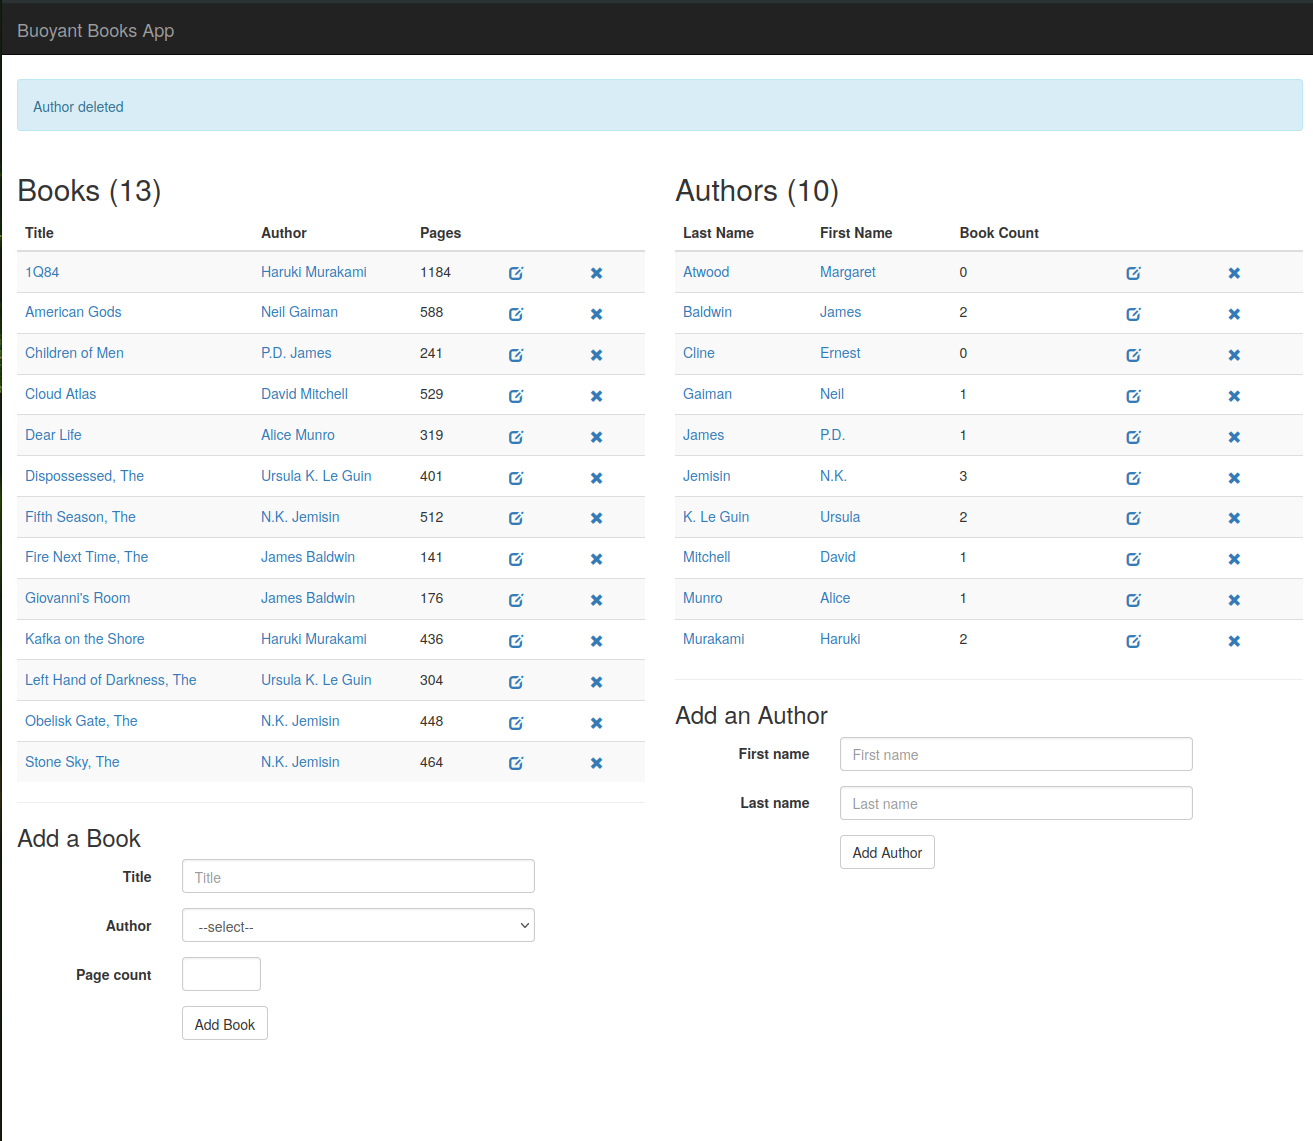 Buoyant Books App
Author deleted
Books (13)
Title Author Pages
1Q84 Haruki Murakami 1184
American Gods Neil Gaiman 588
Children of Men P.D. James 241
Cloud Atlas David Mitchell 529
Dear Life Alice Munro 319
Dispossessed, The Ursula K. Le Guin 401
Fifth Season, The N.K. Jemisin 512
Fire Next Time, The James Baldwin 141
Giovanni's Room James Baldwin 176
Kafka on the Shore Haruki Murakami 436
Left Hand of Darkness, The Ursula K. Le Guin 304
Obelisk Gate, The N.K. Jemisin 448
Stone Sky, The N.K. Jemisin 464
Add a Book
Title Title
Author --select--
Page count
Add Book
Authors (10)
Last Name First Name Book Count
Atwood Margaret 0
Baldwin James 2
Cline Ernest 0
Gaiman Neil 1
James P.D. 1
Jemisin N.K. 3
K. Le Guin Ursula 2
Mitchell David 1
Munro Alice 1
Murakami Haruki 2
Add an Author
First name First name
Last name Last name
Add Author